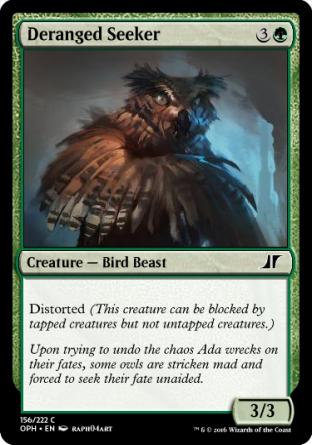 Deranged Seeker 3
Creature — Bird Beast
Distorted (This creature can be blocked by
tapped creatures but not untapped creatures.)
Upon trying to undo the chaos Ada wrecks on
their fates, some owls are stricken mad and
forced to seek their fate unaided.
3/3
156/222 C
OPH • EN RAPH04ART
™ & © 2016 Wizards of the Coast